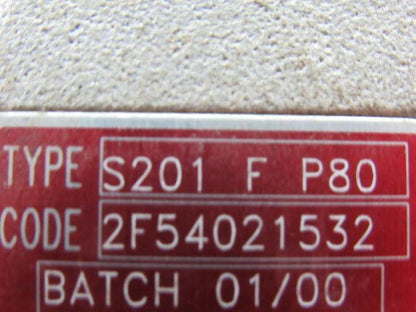 TYPE S201 F P80
CODE 2F54021532
BATCH 01/00